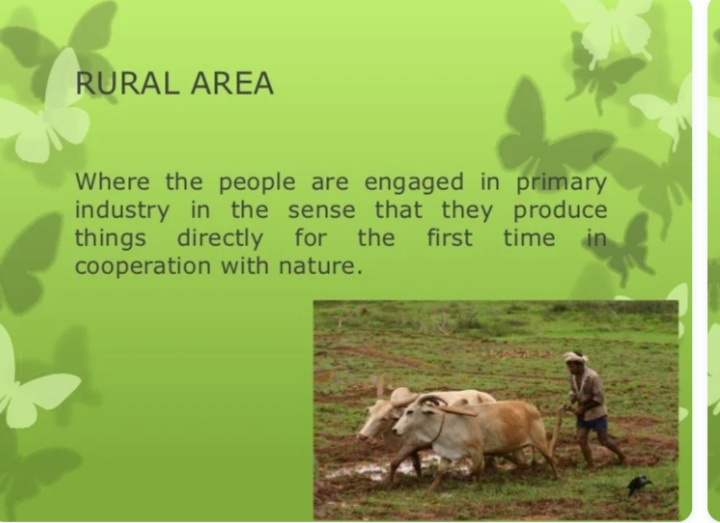 RURAL AREA
Where the people are engaged in primary
industry in the sense that they produce
things directly for the first time in
cooperation with nature.